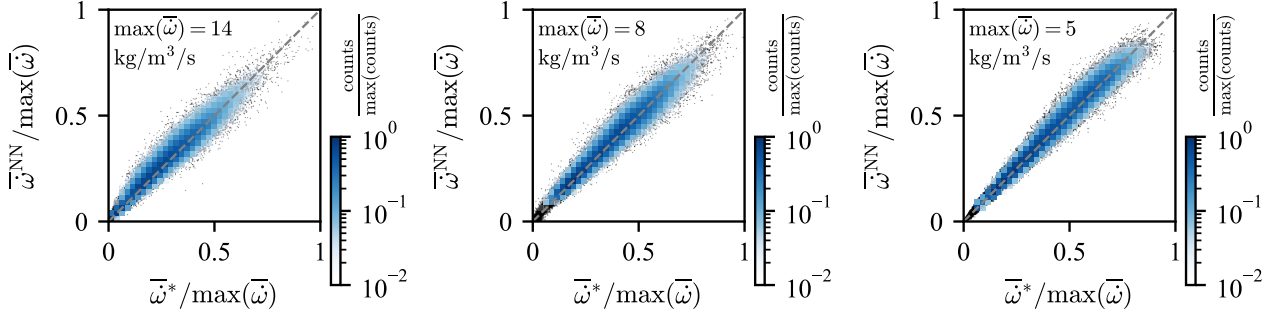 1
max(ω̇̅) = 14
kg/m³/s
0.5
0
0
0.5
1
ω̇̅ᴺᴺ/max(ω̇̅)
ω̇̅*/max(ω̇̅)
counts
max(counts)
10⁰
10⁻¹
10⁻²
1
max(ω̇̅) = 8
kg/m³/s
0.5
0
0
0.5
1
ω̇̅ᴺᴺ/max(ω̇̅)
ω̇̅*/max(ω̇̅)
counts
max(counts)
10⁰
10⁻¹
10⁻²
1
max(ω̇̅) = 5
kg/m³/s
0.5
0
0
0.5
1
ω̇̅ᴺᴺ/max(ω̇̅)
ω̇̅*/max(ω̇̅)
counts
max(counts)
10⁰
10⁻¹
10⁻²